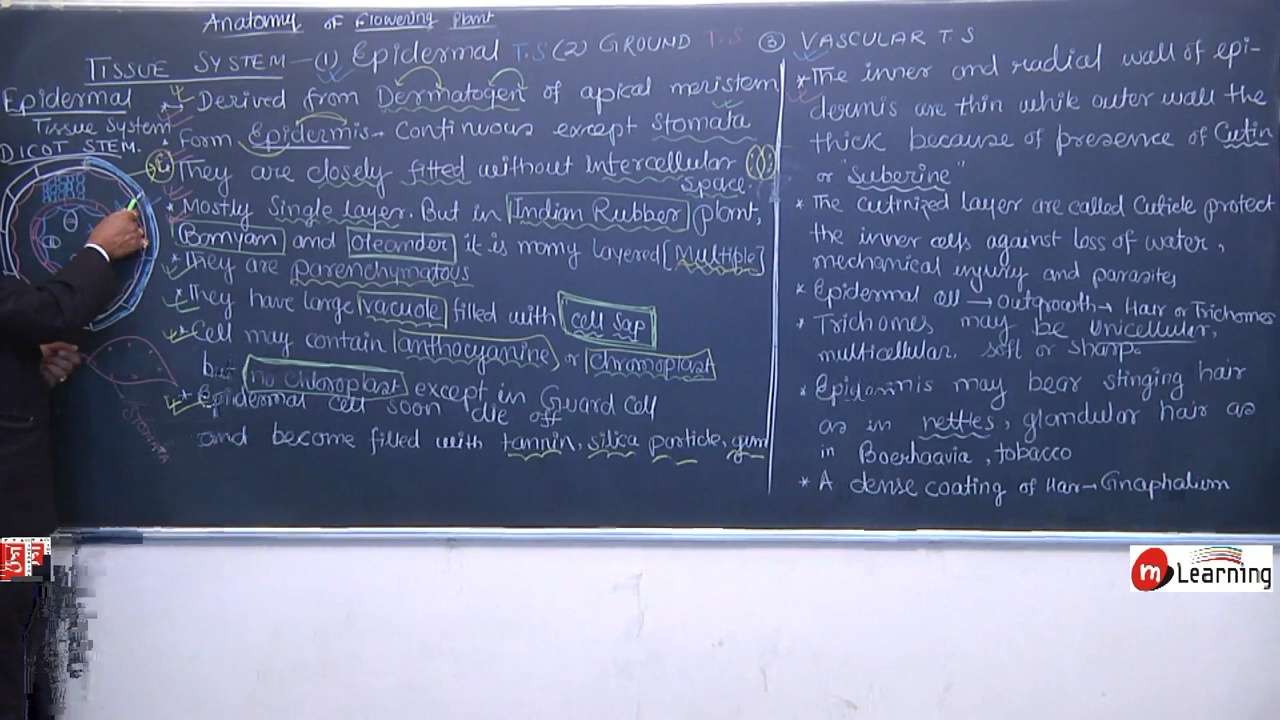 Anatomy of Flowering Plant
TISSUE SYSTEM — (1) Epidermal T.S (2) GROUND T.S ③ VASCULAR T.S
Epidermal
Tissue System
DICOT STEM.
* Derived from Dermatogen of apical meristem
* Form Epidermis - Continuous except Stomata
* They are closely fitted without intercellular
space.
* Mostly Single layer. But in Indian Rubber plant,
Bamyan and oleander it is many layered [Multiple]
* They are parenchymatous
* They have large vacuole filled with cell sap
* Cell may contain anthocyanine or Chromoplast
but no chloroplast except in Guard Cell
* Epidermal cell soon die off
and become filled with tannin, silica particle, gum
* The inner and radial wall of epi-
dermis are thin while outer wall the
thick because of presence of Cutin
or "Suberine"
* The cutinized layer are called Cuticle protect
the inner cells against loss of water,
mechanical injury and parasites
* Epidermal cell → outgrowth → Hair or Trichomes
* Trichomes may be Unicellular,
multicellular. soft or sharp.
* Epidermis may bear stinging hair
as in nettles, glandular hair as
in Boerhaavia, tobacco
* A dense coating of Hair → Gnaphalium
m Learning